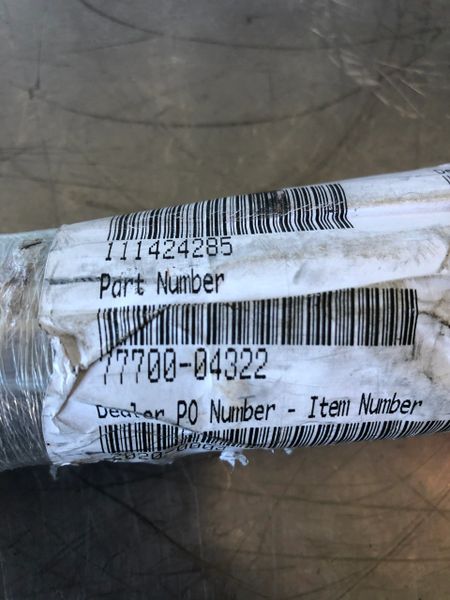 111424285
Part Number
77700-04322
Dealer PO Number - Item Number